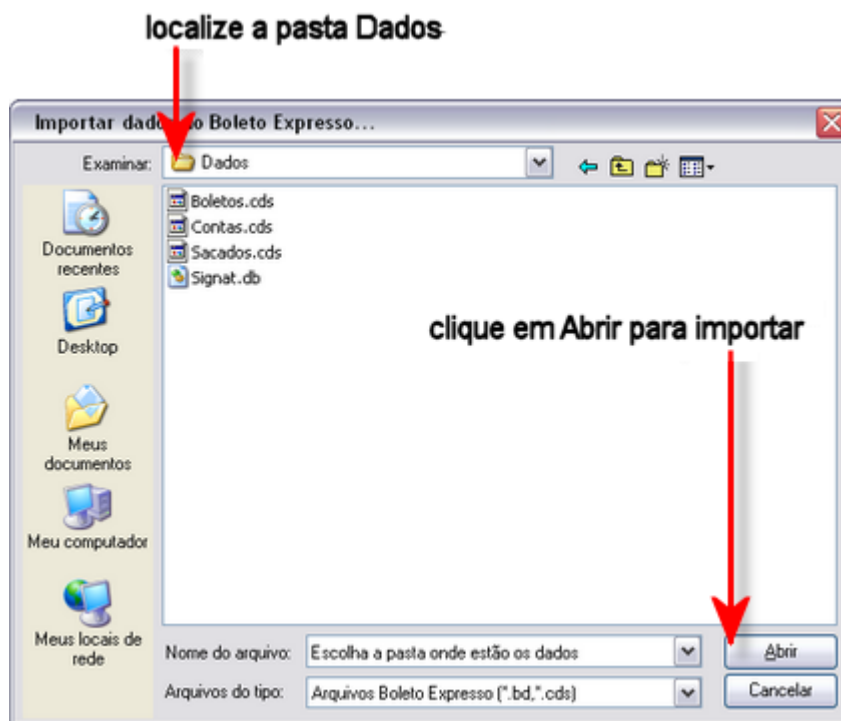 localize a pasta Dados
Importar dad o Boleto Expresso...
Examinar: Dados
Boletos.cds
Contas.cds
Sacados.cds
Signat.db
Documentos
recentes
Desktop
Meus
documentos
Meu computador
Meus locais de
rede
clique em Abrir para importar
Nome do arquivo: Escolha a pasta onde estão os dados Abrir
Arquivos do tipo: Arquivos Boleto Expresso (*.bd,*.cds) Cancelar